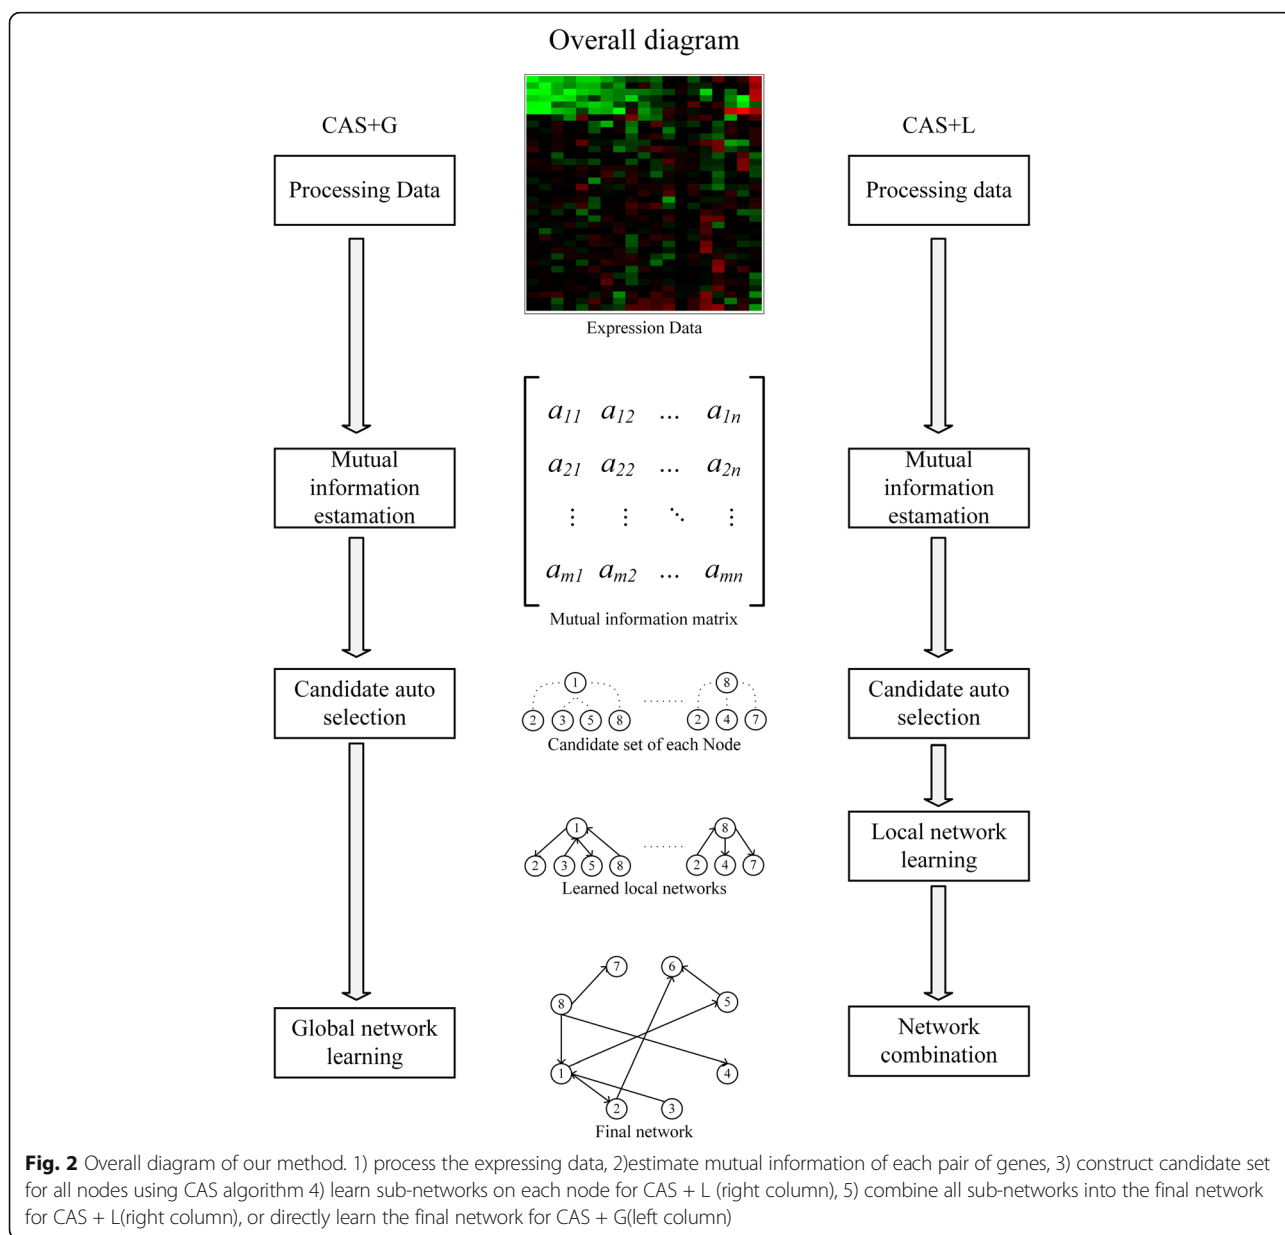 Overall diagram
CAS+G
CAS+L
Processing Data
Processing data
Expression Data
Mutual
information
estamation
a11 a12 ... a1n
a21 a22 ... a2n
⋮ ⋮ ⋱ ⋮
am1 am2 ... amn
Mutual information matrix
Mutual
information
estamation
Candidate auto
selection
1 ........ 8
2 3 5 8 2 4 7
Candidate set of each Node
Candidate auto
selection
1 ........ 8
2 3 5 8 2 4 7
Learned local networks
Local network
learning
Global network
learning
7 6
8 5
1 4
2 3
Final network
Network
combination
Fig. 2 Overall diagram of our method. 1) process the expressing data, 2)estimate mutual information of each pair of genes, 3) construct candidate set
for all nodes using CAS algorithm 4) learn sub-networks on each node for CAS + L (right column), 5) combine all sub-networks into the final network
for CAS + L(right column), or directly learn the final network for CAS + G(left column)